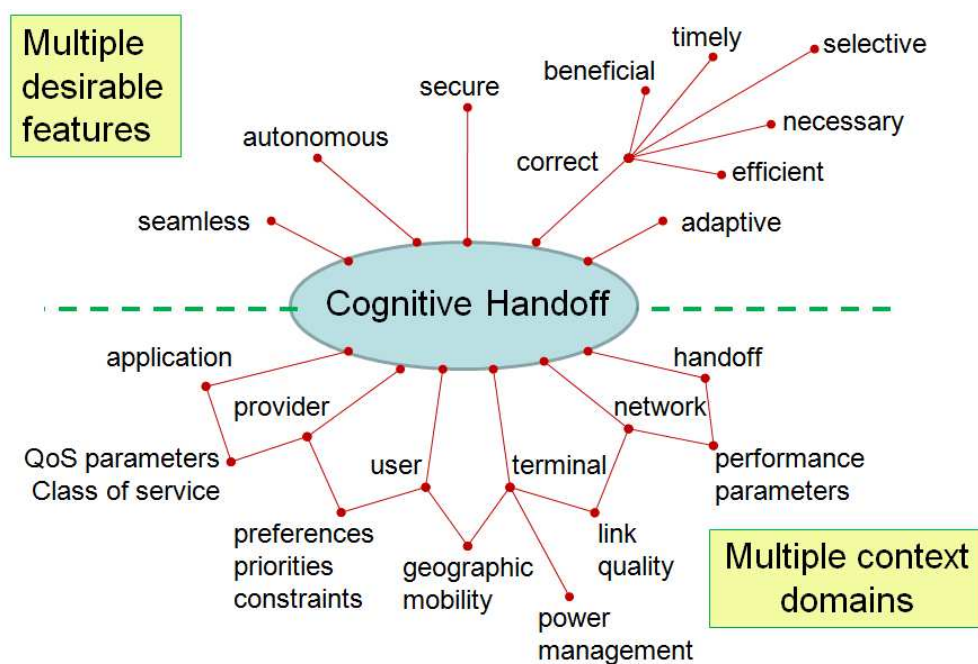 Multiple
desirable
features
timely
selective
beneficial
secure
necessary
autonomous
correct
efficient
seamless
adaptive
Cognitive Handoff
application
handoff
provider
network
QoS parameters
Class of service
user
terminal
performance
parameters
preferences
priorities
constraints
geographic
mobility
link
quality
power
management
Multiple context
domains